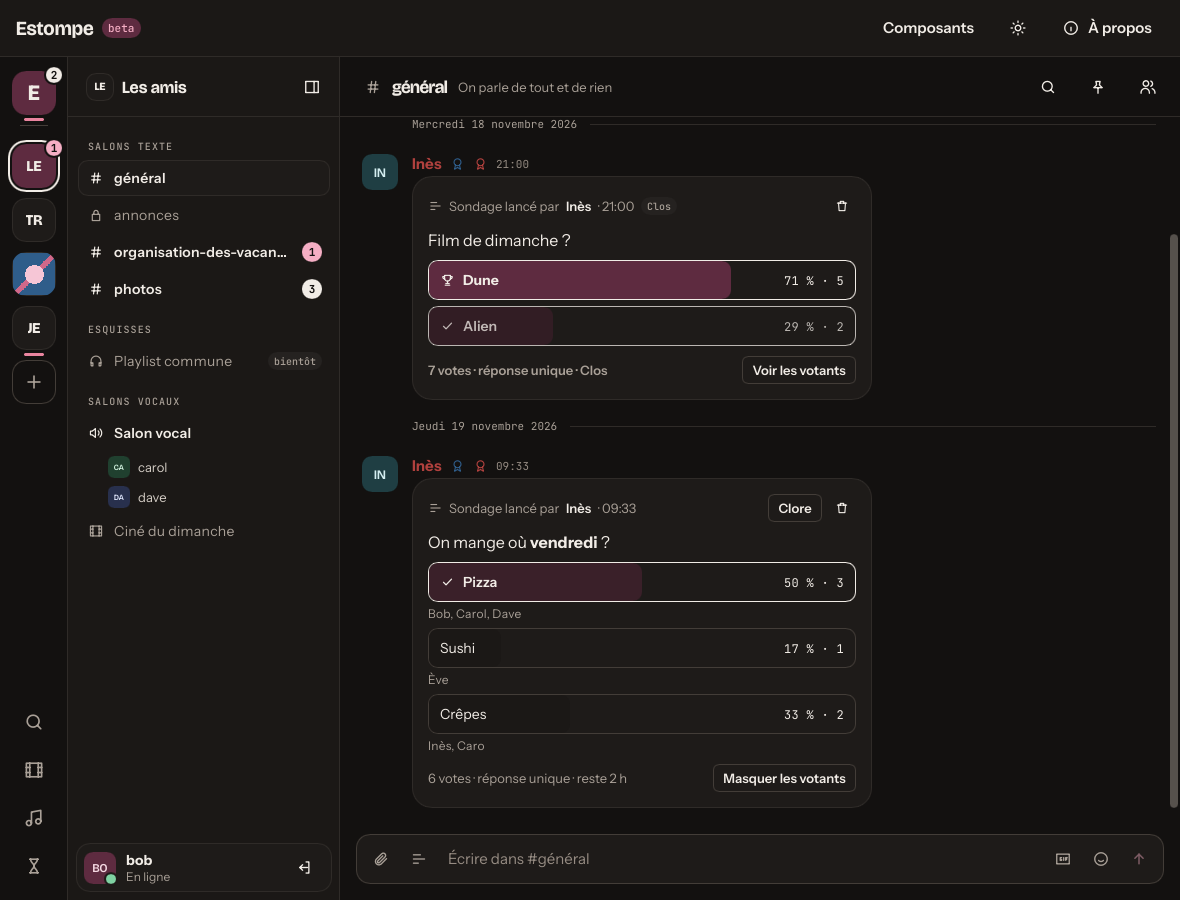 Estompe beta
Composants
À propos
E 2
LE 1
TR
JE
LE Les amis
SALONS TEXTE
# général
annonces
# organisation-des-vacan... 1
# photos 3
ESQUISSES
Playlist commune bientôt
SALONS VOCAUX
Salon vocal
CA carol
DA dave
Ciné du dimanche
BO bob
En ligne
# général On parle de tout et de rien
Mercredi 18 novembre 2026
IN Inès 21:00
Sondage lancé par Inès · 21:00 Clos
Film de dimanche ?
Dune 71 % · 5
Alien 29 % · 2
7 votes · réponse unique · Clos Voir les votants
Jeudi 19 novembre 2026
IN Inès 09:33
Sondage lancé par Inès · 09:33 Clore
On mange où vendredi ?
Pizza 50 % · 3
Bob, Carol, Dave
Sushi 17 % · 1
Ève
Crêpes 33 % · 2
Inès, Caro
6 votes · réponse unique · reste 2 h Masquer les votants
Écrire dans #général GIF